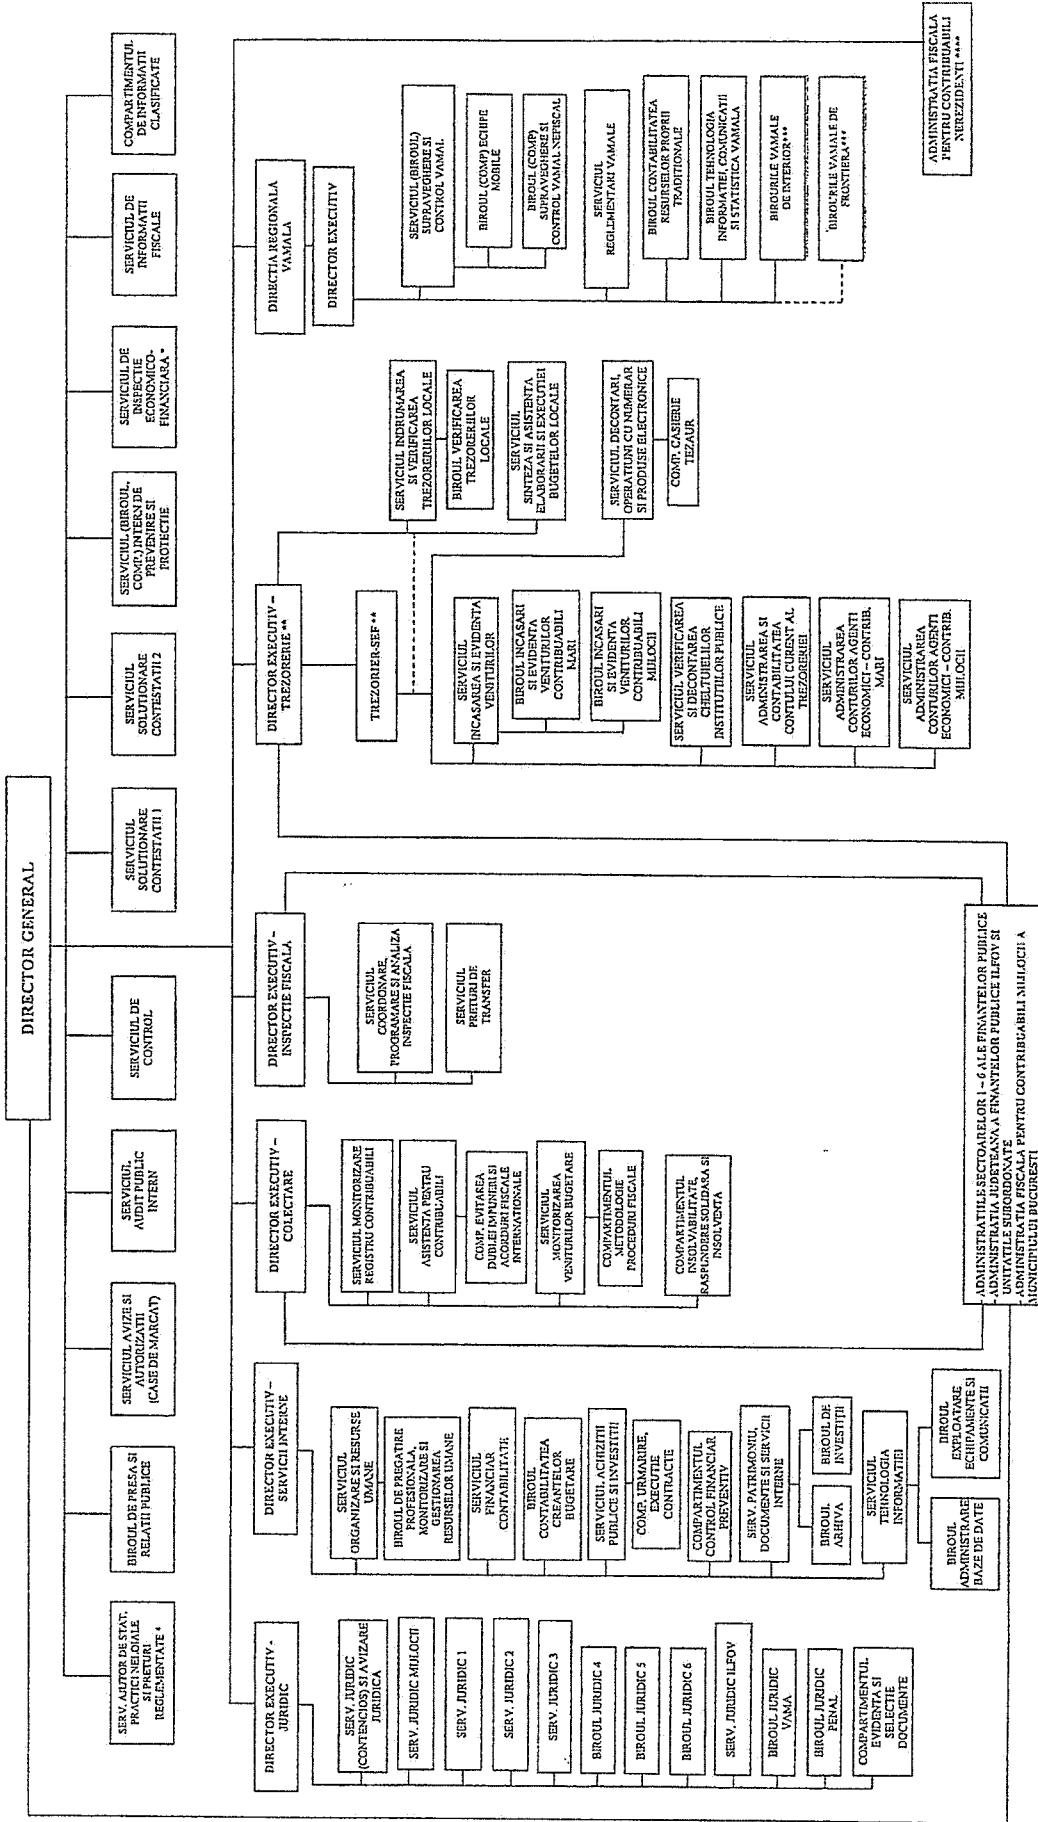 DIRECTOR GENERAL
SERV. AJUTOR DE STAT,
PRACTICI NELOIALE
SI PRETURI
REGLEMENTATE *
BIROUL DE PRESA SI
RELATII PUBLICE
SERVICIUL AVIZE SI
AUTORIZATII
(CASE DE MARCAT)
SERVICIUL
AUDIT PUBLIC
INTERN
SERVICIUL DE
CONTROL
SERVICIUL
SOLUTIONARE
CONTESTATII 1
SERVICIUL
SOLUTIONARE
CONTESTATII 2
SERVICIUL (BIROUL,
COMP.) INTERN DE
PREVENIRE SI
PROTECTIE
SERVICIUL DE
INSPECTIE
ECONOMICO-
FINANCIARA *
SERVICIUL DE
INFORMATII
FISCALE
COMPARTIMENTUL
DE INFORMATII
CLASIFICATE
DIRECTOR EXECUTIV -
JURIDIC
SERV. JURIDIC
(CONTENCIOS) SI AVIZARE
JURIDICA
SERV. JURIDIC MIJLOCII
SERV. JURIDIC 1
SERV. JURIDIC 2
SERV. JURIDIC 3
BIROUL JURIDIC 4
BIROUL JURIDIC 5
BIROUL JURIDIC 6
SERV. JURIDIC ILFOV
BIROUL JURIDIC
VAMA
BIROUL JURIDIC
PENAL
COMPARTIMENTUL
EVIDENTA SI
SELECTIE
DOCUMENTE
DIRECTOR EXECUTIV –
SERVICII INTERNE
SERVICIUL
ORGANIZARE SI RESURSE
UMANE
BIROUL DE PREGATIRE
PROFESIONALA,
MONITORIZARE SI
GESTIONAREA
RESURSELOR UMANE
SERVICIUL
FINANCIAR
CONTABILITATE
BIROUL
CONTABILITATEA
CREANTELOR
BUGETARE
SERVICIUL ACHIZITII
PUBLICE SI INVESTITII
COMP. URMARIRE,
EXECUTIE
CONTRACTE
COMPARTIMENTUL
CONTROL FINANCIAR
PREVENTIV
SERV. PATRIMONIU,
DOCUMENTE SI SERVICII
INTERNE
BIROUL
ARHIVA
BIROUL DE
INVESTIȚII
SERVICIUL
TEHNOLOGIA
INFORMATIEI
BIROUL
ADMINISTRARE
BAZE DE DATE
BIROUL
EXPLOATARE
ECHIPAMENTE SI
COMUNICATII
DIRECTOR EXECUTIV –
COLECTARE
SERVICIUL MONITORIZARE
REGISTRU CONTRIBUABILI
SERVICIUL
ASISTENTA PENTRU
CONTRIBUABILI
COMP. EVITAREA
DUBLEI IMPUNERI SI
ACORDURI FISCALE
INTERNATIONALE
SERVICIUL
MONITORIZAREA
VENITURILOR BUGETARE
COMPARTIMENTUL
METODOLOGIE
PROCEDURI FISCALE
COMPARTIMENTUL
INSOLVABILITATE,
RASPUNDERE SOLIDARA SI
INSOLVENTA
DIRECTOR EXECUTIV –
INSPECTIE FISCALA
SERVICIUL
COORDONARE,
PROGRAMARE SI ANALIZA
INSPECTIE FISCALA
SERVICIUL
PRETURI DE
TRANSFER
DIRECTOR EXECUTIV –
TREZORERIE **
TREZORIER-SEF **
SERVICIUL
INCASAREA SI EVIDENTA
VENITURILOR
BIROUL INCASARI
SI EVIDENTA
VENITURILOR
CONTRIBUABILI
MARI
BIROUL INCASARI
SI EVIDENTA
VENITURILOR
CONTRIBUABILI
MIJLOCII
SERVICIUL VERIFICAREA
SI DECONTAREA
CHELTUIELILOR
INSTITUTIILOR PUBLICE
SERVICIUL
ADMINISTRAREA SI
CONTABILITATEA
CONTULUI CURENT AL
TREZORERIEI
SERVICIUL
ADMINISTRAREA
CONTURILOR AGENTI
ECONOMICI – CONTRIB.
MARI
SERVICIUL
ADMINISTRAREA
CONTURILOR AGENTI
ECONOMICI – CONTRIB.
MIJLOCII
SERVICIUL INDRUMAREA
SI VERIFICAREA
TREZORERIILOR LOCALE
BIROUL VERIFICAREA
TREZORERIILOR
LOCALE
SERVICIUL
SINTEZA SI ASISTENTA
ELABORARII SI EXECUTIEI
BUGETELOR LOCALE
SERVICIUL DECONTARI,
OPERATIUNI CU NUMERAR
SI PRODUSE ELECTRONICE
COMP. CASIERIE
TEZAUR
DIRECTIA REGIONALA
VAMALA
DIRECTOR EXECUTIV
SERVICIUL (BIROUL)
SUPRAVEGHERE SI
CONTROL VAMAL
BIROUL (COMP) ECHIPE
MOBILE
BIROUL (COMP)
SUPRAVEGHERE SI
CONTROL VAMAL NEFISCAL
SERVICIUL
REGLEMENTARI VAMALE
BIROUL CONTABILITATEA
RESURSELOR PROPRII
TRADITIONALE
BIROUL TEHNOLOGIA
INFORMATIEI, COMUNICATII
SI STATISTICA VAMALA
BIROURILE VAMALE
DE INTERIOR***
BIROURILE VAMALE DE
FRONTIERA***
ADMINISTRATIA FISCALA
PENTRU CONTRIBUABILI
NEREZIDENTI ****
- ADMINISTRATIILE SECTOARELOR 1 – 6 ALE FINANTELOR PUBLICE
- ADMINISTRATIA JUDETEANA A FINANTELOR PUBLICE ILFOV SI
UNITATILE SUBORDONATE
- ADMINISTRATIA FISCALA PENTRU CONTRIBUABILI MIJLOCII A
MUNICIPIULUI BUCURESTI